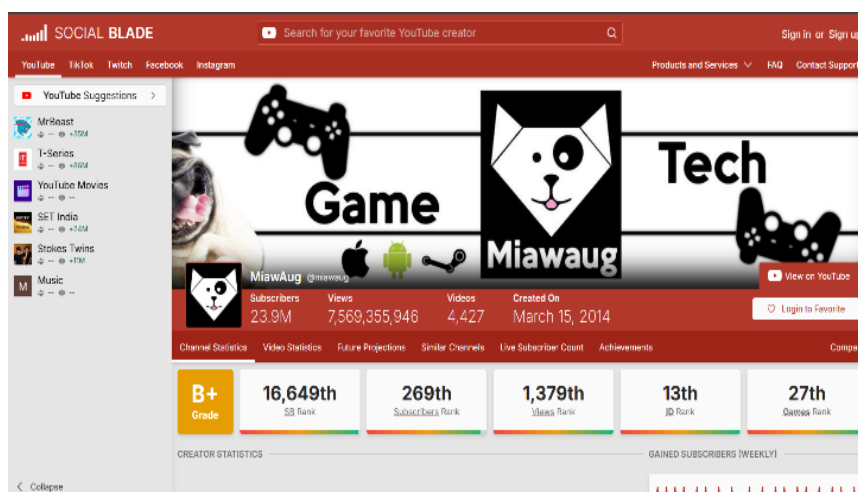 SOCIAL BLADE
Search for your favorite YouTube creator
Sign in or Sign up
YouTube TikTok Twitch Facebook Instagram
Products and Services FAQ Contact Support
YouTube Suggestions
MrBeast
-- +35M
T-Series
-- +86M
YouTube Movies
-- --
SET India
-- +74M
Stokes Twins
-- +11M
M Music
-- --
Collapse
Game
Tech
Miawaug
MiawAug @miawaug
View on YouTube
Subscribers Views Videos Created On
23.9M 7,569,355,946 4,427 March 15, 2014
Login to Favorite
Channel Statistics Video Statistics Future Projections Similar Channels Live Subscriber Count Achievements
B+ 16,649th 269th 1,379th 13th 27th
Grade SB Rank Subscribers Rank Views Rank Games Rank
CREATOR STATISTICS
GAINED SUBSCRIBERS (WEEKLY)